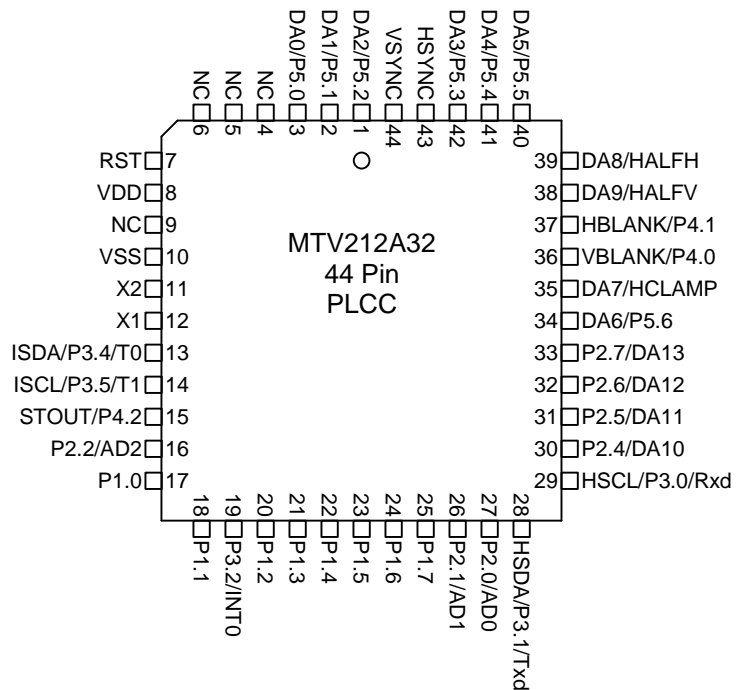 DA0/P5.0
DA1/P5.1
DA2/P5.2
VSYNC
HSYNC
DA3/P5.3
DA4/P5.4
DA5/P5.5
NC
NC
NC
6
5
4
3
2
1
44
43
42
41
40
RST 7
VDD 8
NC 9
VSS 10
X2 11
X1 12
ISDA/P3.4/T0 13
ISCL/P3.5/T1 14
STOUT/P4.2 15
P2.2/AD2 16
P1.0 17
MTV212A32
44 Pin
PLCC
39 DA8/HALFH
38 DA9/HALFV
37 HBLANK/P4.1
36 VBLANK/P4.0
35 DA7/HCLAMP
34 DA6/P5.6
33 P2.7/DA13
32 P2.6/DA12
31 P2.5/DA11
30 P2.4/DA10
29 HSCL/P3.0/Rxd
18
19
20
21
22
23
24
25
26
27
28
P1.1
P3.2/INT0
P1.2
P1.3
P1.4
P1.5
P1.6
P1.7
P2.1/AD1
P2.0/AD0
HSDA/P3.1/Txd